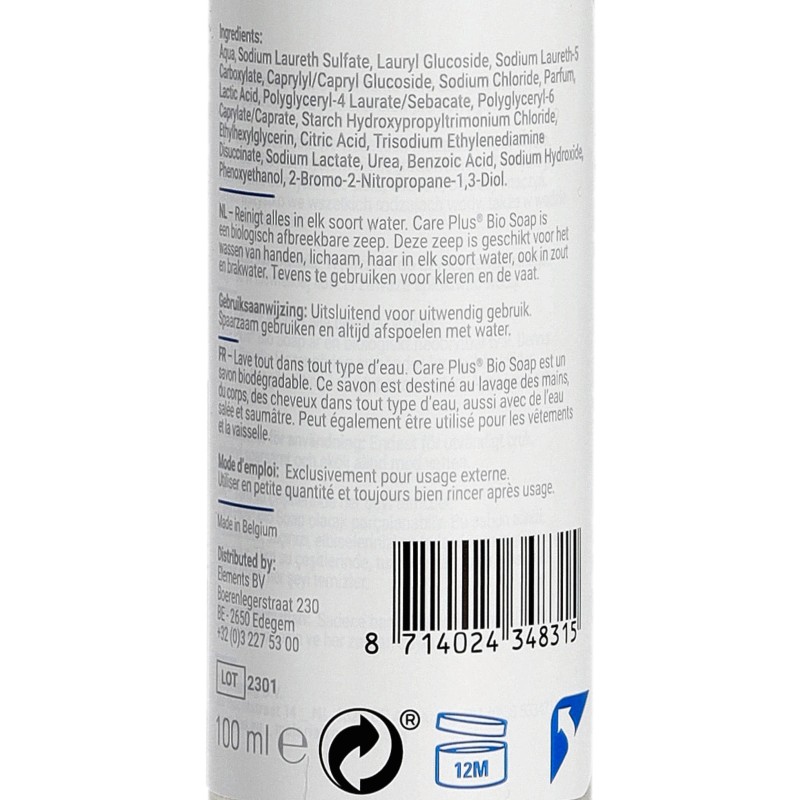 Ingredients:
Aqua, Sodium Laureth Sulfate, Lauryl Glucoside, Sodium Laureth-5
Carboxylate, Caprylyl/Capryl Glucoside, Sodium Chloride, Parfum,
Lactic Acid, Polyglyceryl-4 Laurate/Sebacate, Polyglyceryl-6
Caprylate/Caprate, Starch Hydroxypropyltrimonium Chloride,
Ethylhexylglycerin, Citric Acid, Trisodium Ethylenediamine
Disuccinate, Sodium Lactate, Urea, Benzoic Acid, Sodium Hydroxide,
Phenoxyethanol, 2-Bromo-2-Nitropropane-1,3-Diol.
NL – Reinigt alles in elk soort water. Care Plus® Bio Soap is
een biologisch afbreekbare zeep. Deze zeep is geschikt voor het
wassen van handen, lichaam, haar in elk soort water, ook in zout
en brakwater. Tevens te gebruiken voor kleren en de vaat.
Gebruiksaanwijzing: Uitsluitend voor uitwendig gebruik.
Spaarzaam gebruiken en altijd afspoelen met water.
FR – Lave tout dans tout type d'eau. Care Plus® Bio Soap est un
savon biodégradable. Ce savon est destiné au lavage des mains,
du corps, des cheveux dans tout type d'eau, aussi avec de l'eau
salée et saumâtre. Peut également être utilisé pour les vêtements
et la vaisselle.
Mode d'emploi: Exclusivement pour usage externe.
Utiliser en petite quantité et toujours bien rincer après usage.
Made in Belgium
Distributed by:
Elements BV
Boerenlegerstraat 230
BE - 2650 Edegem
+32 (0)3 227 53 00
8 714024 348315
LOT 2301
100 ml ℮ ® 12M